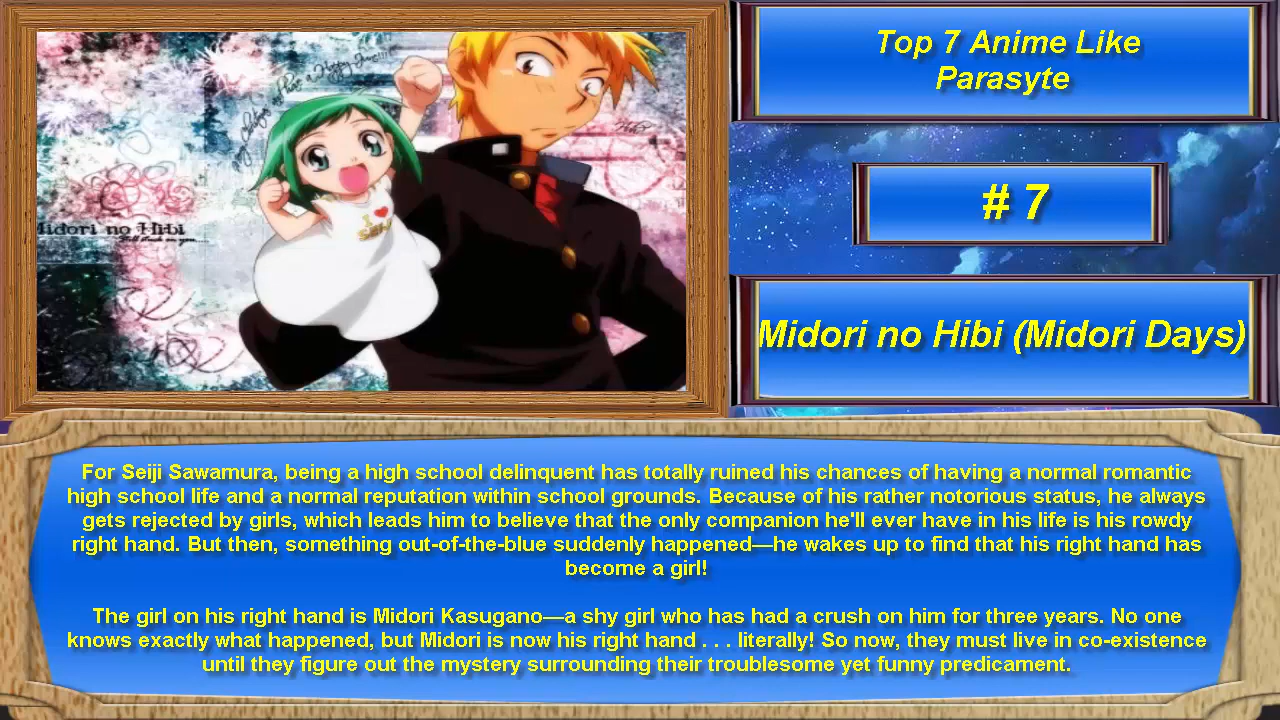 Top 7 Anime Like
Parasyte
# 7
Midori no Hibi
Midori no Hibi (Midori Days)
For Seiji Sawamura, being a high school delinquent has totally ruined his chances of having a normal romantic
high school life and a normal reputation within school grounds. Because of his rather notorious status, he always
gets rejected by girls, which leads him to believe that the only companion he'll ever have in his life is his rowdy
right hand. But then, something out-of-the-blue suddenly happened—he wakes up to find that his right hand has
become a girl!
The girl on his right hand is Midori Kasugano—a shy girl who has had a crush on him for three years. No one
knows exactly what happened, but Midori is now his right hand . . . literally! So now, they must live in co-existence
until they figure out the mystery surrounding their troublesome yet funny predicament.